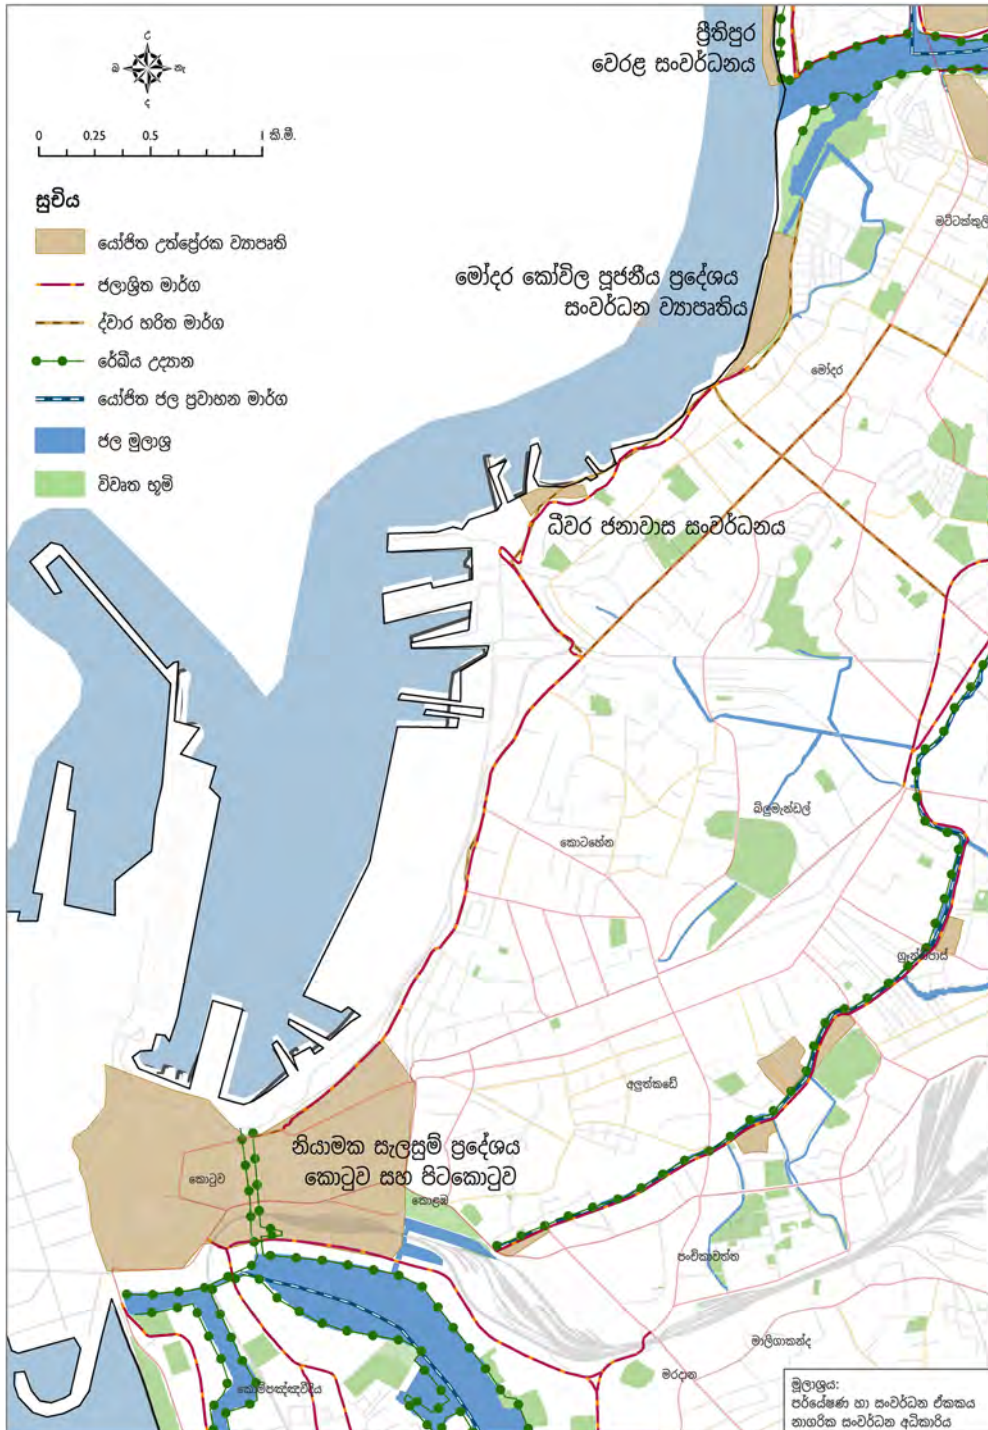 ප්‍රීතිපුර
වෙරළ සංවර්ධනය
උ
බ
නැ
ද
0 0.25 0.5 1 කි.මී.
සූචිය
යෝජිත උත්ප්‍රේරක ව්‍යාපෘති
ජලාශ්‍රිත මාර්ග
ද්වාර හරිත මාර්ග
රේඛීය උද්‍යාන
යෝජිත ජල ප්‍රවාහන මාර්ග
ජල මුලාශ්‍ර
විවෘත භූමි
මට්ටක්කුලි
මෝදර කෝවිල පූජනීය ප්‍රදේශය
සංවර්ධන ව්‍යාපෘතිය
මෝදර
ධීවර ජනාවාස සංවර්ධනය
බ්ලූමැන්ඩල්
කොටහේන
ග්‍රෑන්ඩ්පාස්
අලුත්කඩේ
නියාමක සැලසුම් ප්‍රදේශය
කොටුව සහ පිටකොටුව
කොටුව
කොළඹ
පංචිකාවත්ත
මාලිගාකන්ද
මරදාන
කොම්පඤ්ඤවීදිය
මූලාශ්‍රය:
පර්යේෂණ හා සංවර්ධන ඒකකය
නාගරික සංවර්ධන අධිකාරිය